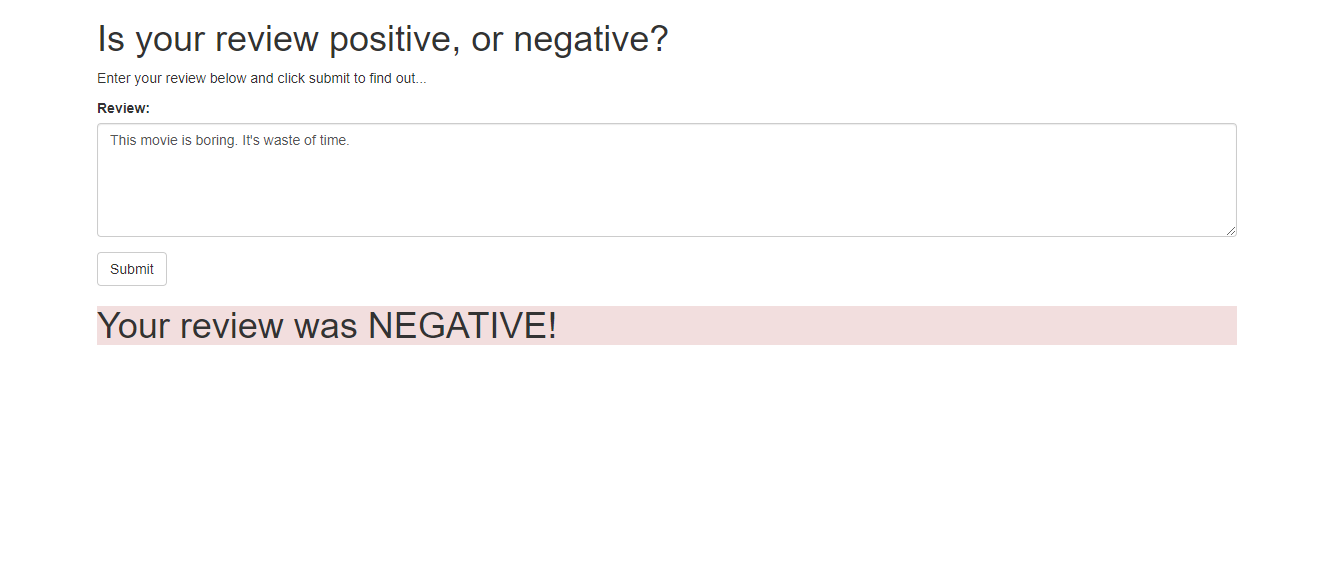 Is your review positive, or negative?
Enter your review below and click submit to find out...
Review:
This movie is boring. It's waste of time.
Submit
Your review was NEGATIVE!